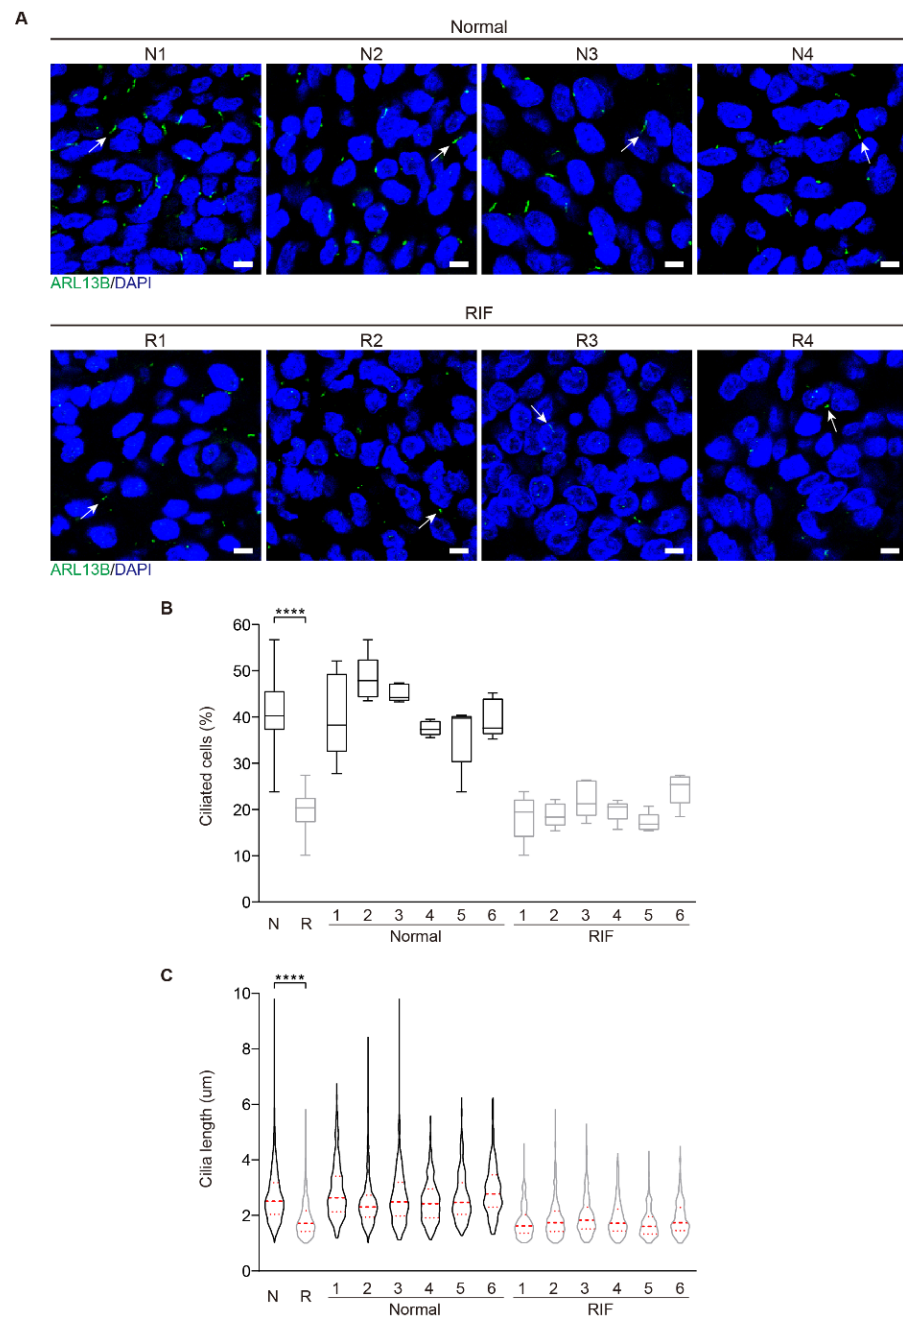 A
Normal
N1 N2 N3 N4
ARL13B/DAPI
RIF
R1 R2 R3 R4
ARL13B/DAPI
B
****
60
50
40
30
20
10
0
Ciliated cells (%)
N R 1 2 3 4 5 6 1 2 3 4 5 6
Normal RIF
C
****
10
8
6
4
2
0
Cilia length (um)
N R 1 2 3 4 5 6 1 2 3 4 5 6
Normal RIF